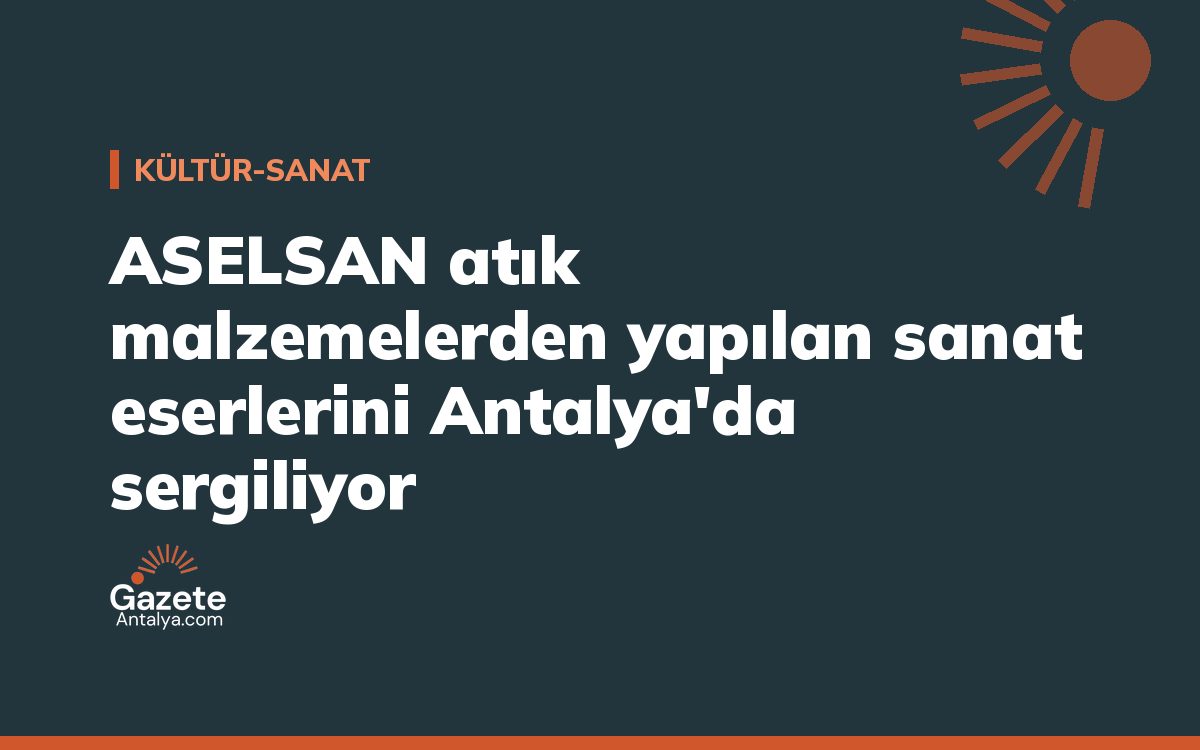 KÜLTÜR-SANAT
ASELSAN atık
malzemelerden yapılan sanat
eserlerini Antalya'da
sergiliyor
Gazete
Antalya.com